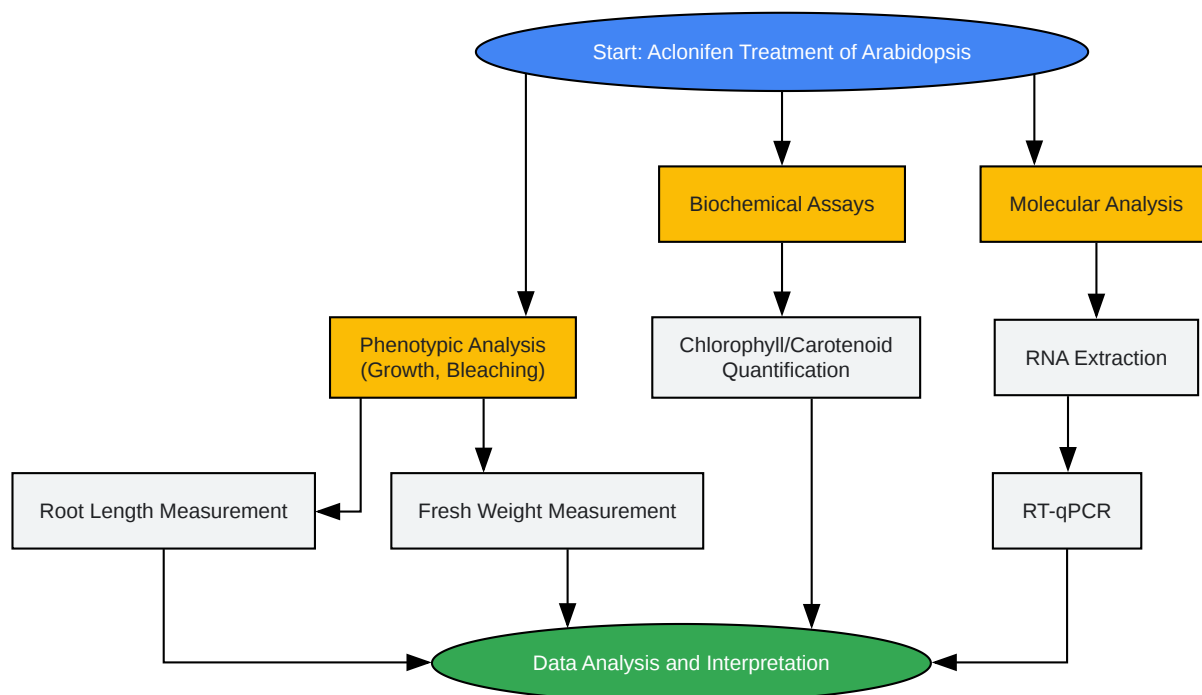 Start: Aclonifen Treatment of Arabidopsis
Biochemical Assays
Molecular Analysis
Phenotypic Analysis
(Growth, Bleaching)
Chlorophyll/Carotenoid
Quantification
RNA Extraction
Root Length Measurement
Fresh Weight Measurement
RT-qPCR
Data Analysis and Interpretation